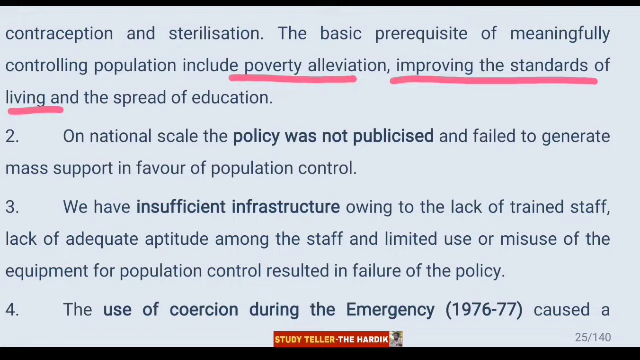 contraception and sterilisation. The basic prerequisite of meaningfully
controlling population include poverty alleviation, improving the standards of
living and the spread of education.
2. On national scale the policy was not publicised and failed to generate
mass support in favour of population control.
3. We have insufficient infrastructure owing to the lack of trained staff,
lack of adequate aptitude among the staff and limited use or misuse of the
equipment for population control resulted in failure of the policy.
4. The use of coercion during the Emergency (1976-77) caused a
STUDY TELLER-THE HARDIK
25/140